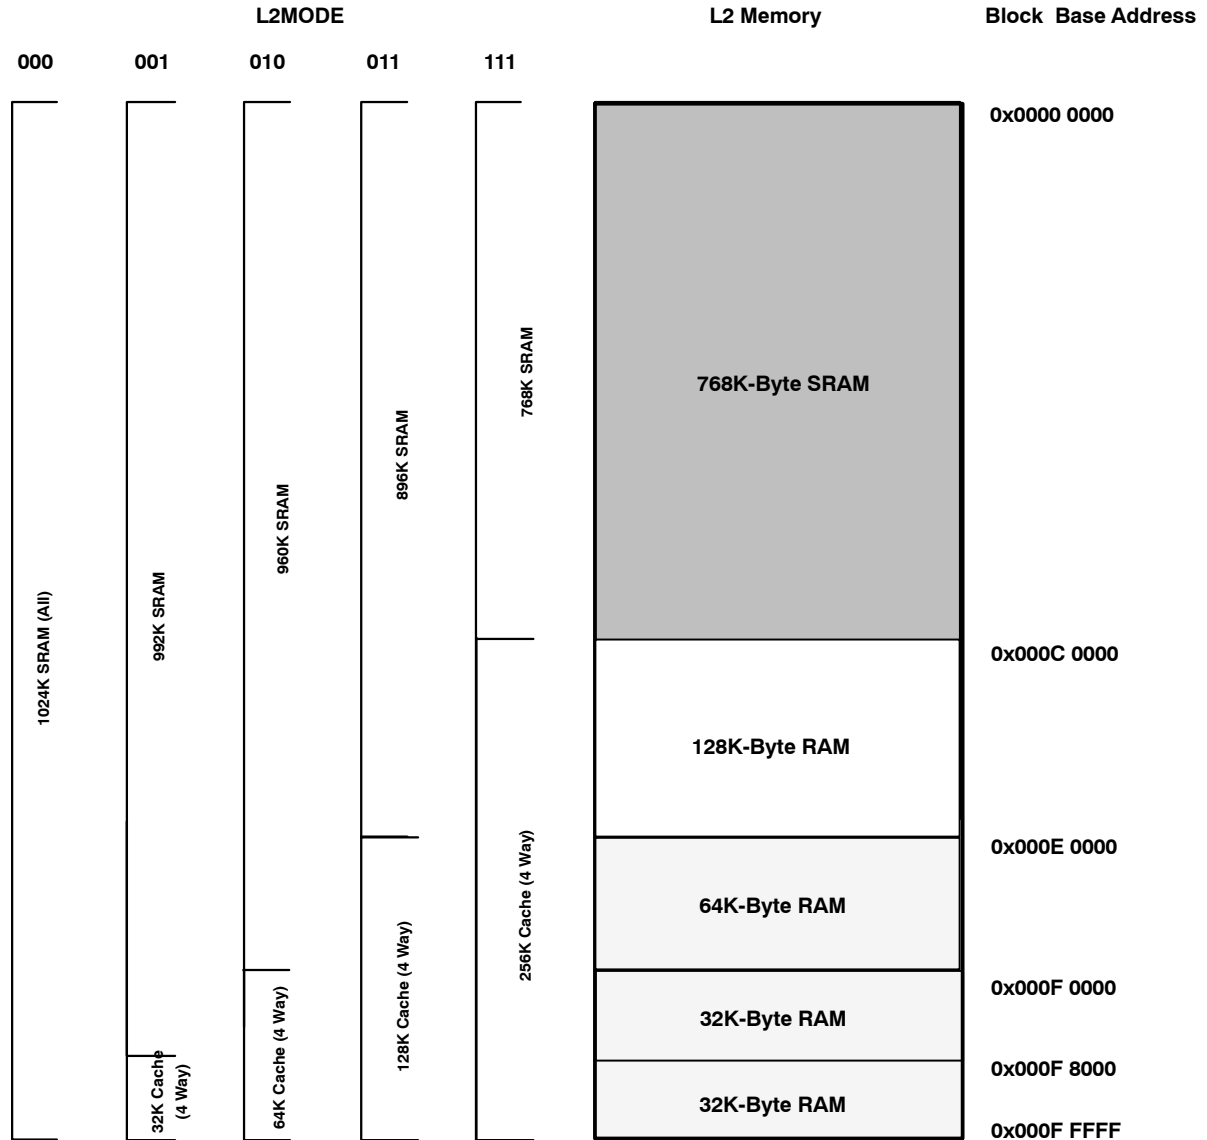 L2MODE
L2 Memory
Block Base Address
000
001
010
011
111
0x0000 0000
768K SRAM
768K-Byte SRAM
896K SRAM
960K SRAM
992K SRAM
1024K SRAM (All)
0x000C 0000
128K-Byte RAM
0x000E 0000
256K Cache (4 Way)
64K-Byte RAM
128K Cache (4 Way)
0x000F 0000
32K-Byte RAM
64K Cache (4 Way)
0x000F 8000
32K Cache
(4 Way)
32K-Byte RAM
0x000F FFFF